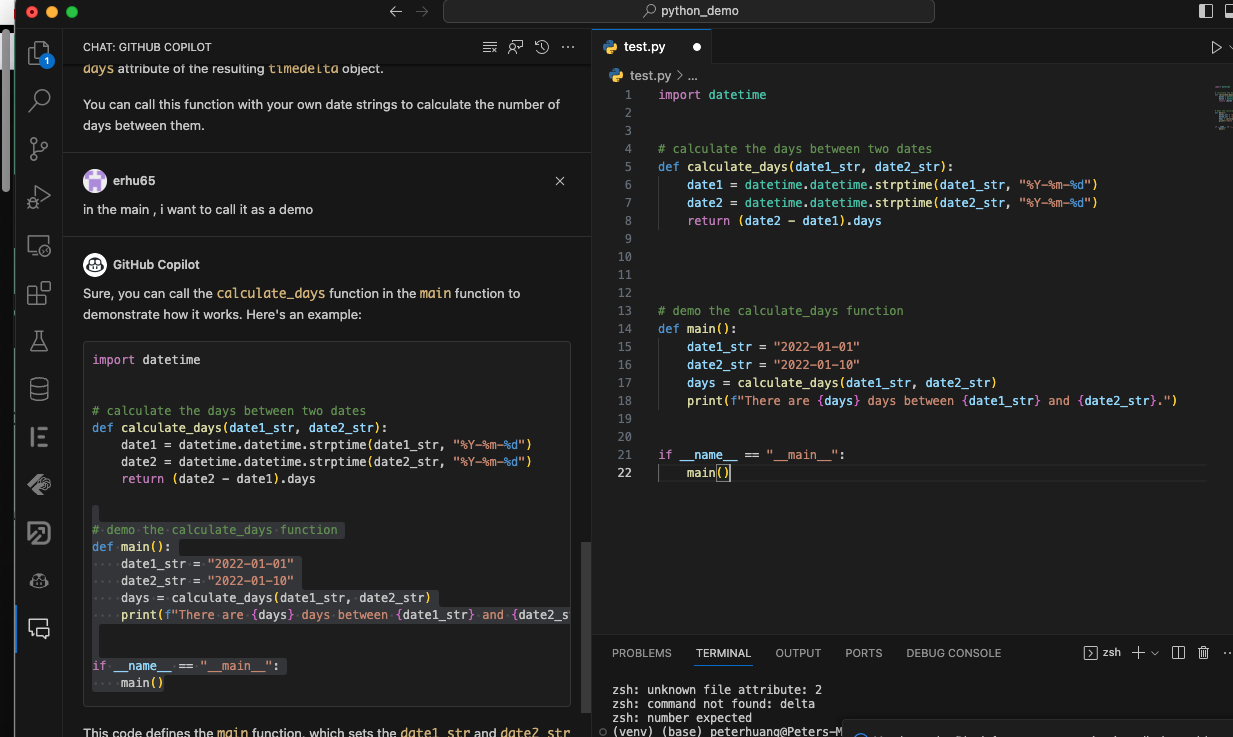 python_demo
1
CHAT: GITHUB COPILOT
days attribute of the resulting timedelta object.
You can call this function with your own date strings to calculate the number of
days between them.
erhu65
in the main , i want to call it as a demo
GitHub Copilot
Sure, you can call the calculate_days function in the main function to
demonstrate how it works. Here's an example:
import datetime
# calculate the days between two dates
def calculate_days(date1_str, date2_str):
    date1 = datetime.datetime.strptime(date1_str, "%Y-%m-%d")
    date2 = datetime.datetime.strptime(date2_str, "%Y-%m-%d")
    return (date2 - date1).days
# demo the calculate_days function
def main():
    date1_str = "2022-01-01"
    date2_str = "2022-01-10"
    days = calculate_days(date1_str, date2_str)
    print(f"There are {days} days between {date1_str} and {date2_s
if __name__ == "__main__":
    main()
This code defines the main function, which sets the date1_str and date2_str
test.py
test.py > ...
1 import datetime
2
3
4 # calculate the days between two dates
5 def calculate_days(date1_str, date2_str):
6     date1 = datetime.datetime.strptime(date1_str, "%Y-%m-%d")
7     date2 = datetime.datetime.strptime(date2_str, "%Y-%m-%d")
8     return (date2 - date1).days
9
10
11
12
13 # demo the calculate_days function
14 def main():
15     date1_str = "2022-01-01"
16     date2_str = "2022-01-10"
17     days = calculate_days(date1_str, date2_str)
18     print(f"There are {days} days between {date1_str} and {date2_str}.")
19
20
21 if __name__ == "__main__":
22     main()
PROBLEMS TERMINAL OUTPUT PORTS DEBUG CONSOLE zsh
zsh: unknown file attribute: 2
zsh: command not found: delta
zsh: number expected
(venv) (base) peterhuang@Peters-M